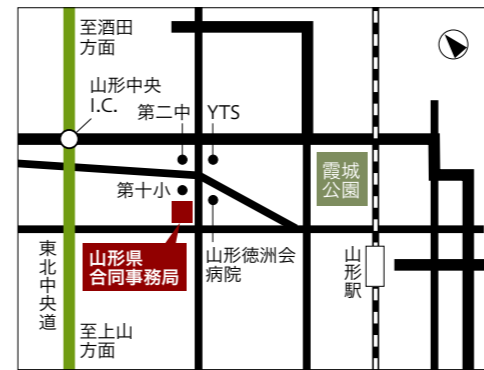 至酒田
方面
山形中央
I.C.
第二中
YTS
霞城
公園
第十小
山形県
合同事務局
山形徳洲会
病院
山形駅
東北中央道
至上山
方面